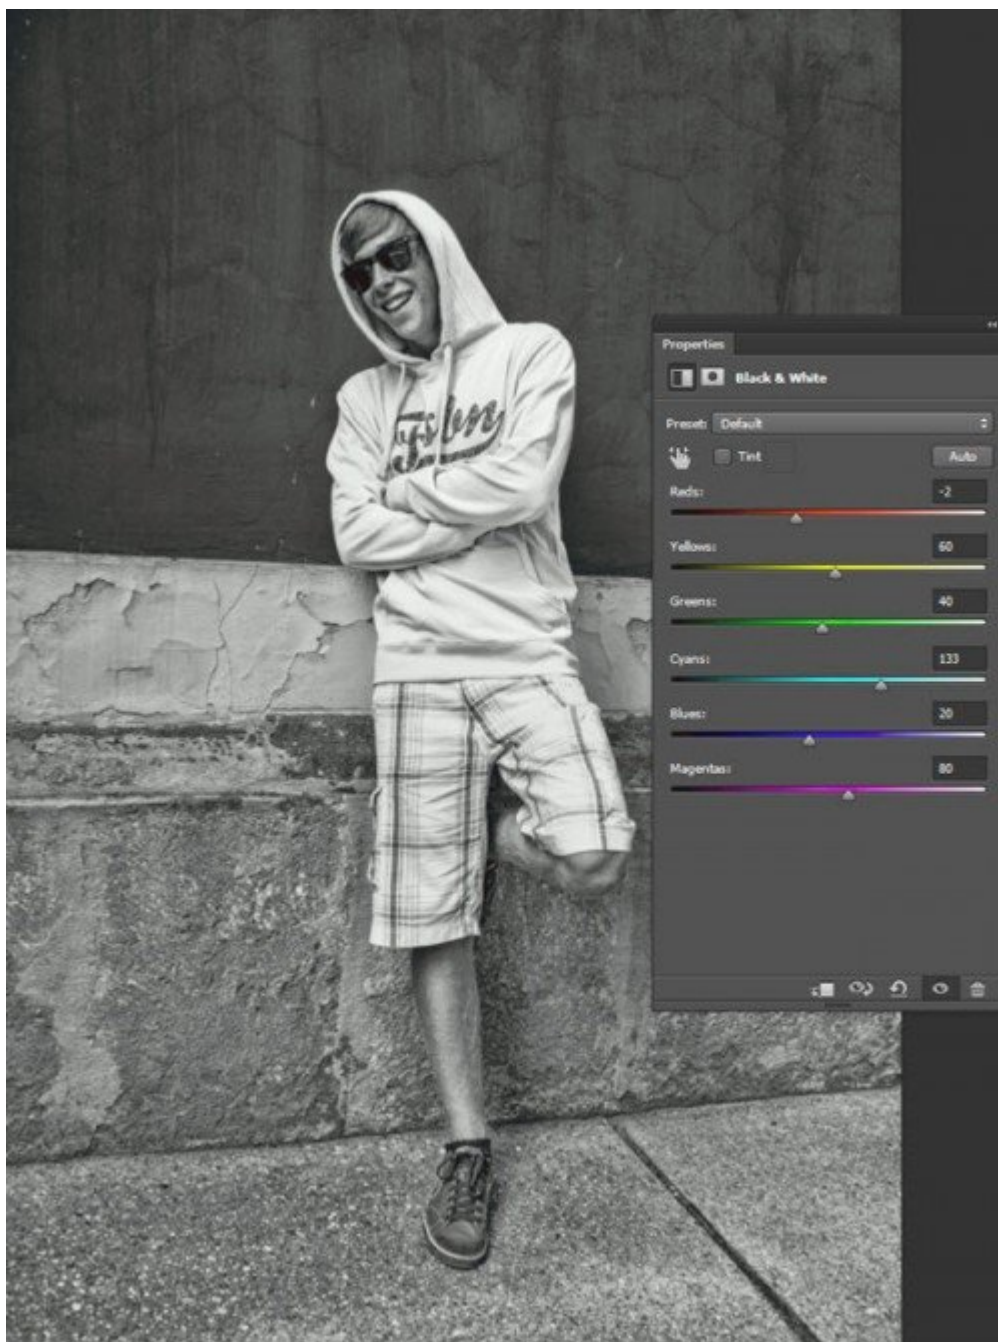 Properties
Black & White
Preset: Default
Tint
Auto
Reds: -2
Yellows: 60
Greens: 40
Cyans: 133
Blues: 20
Magentas: 80